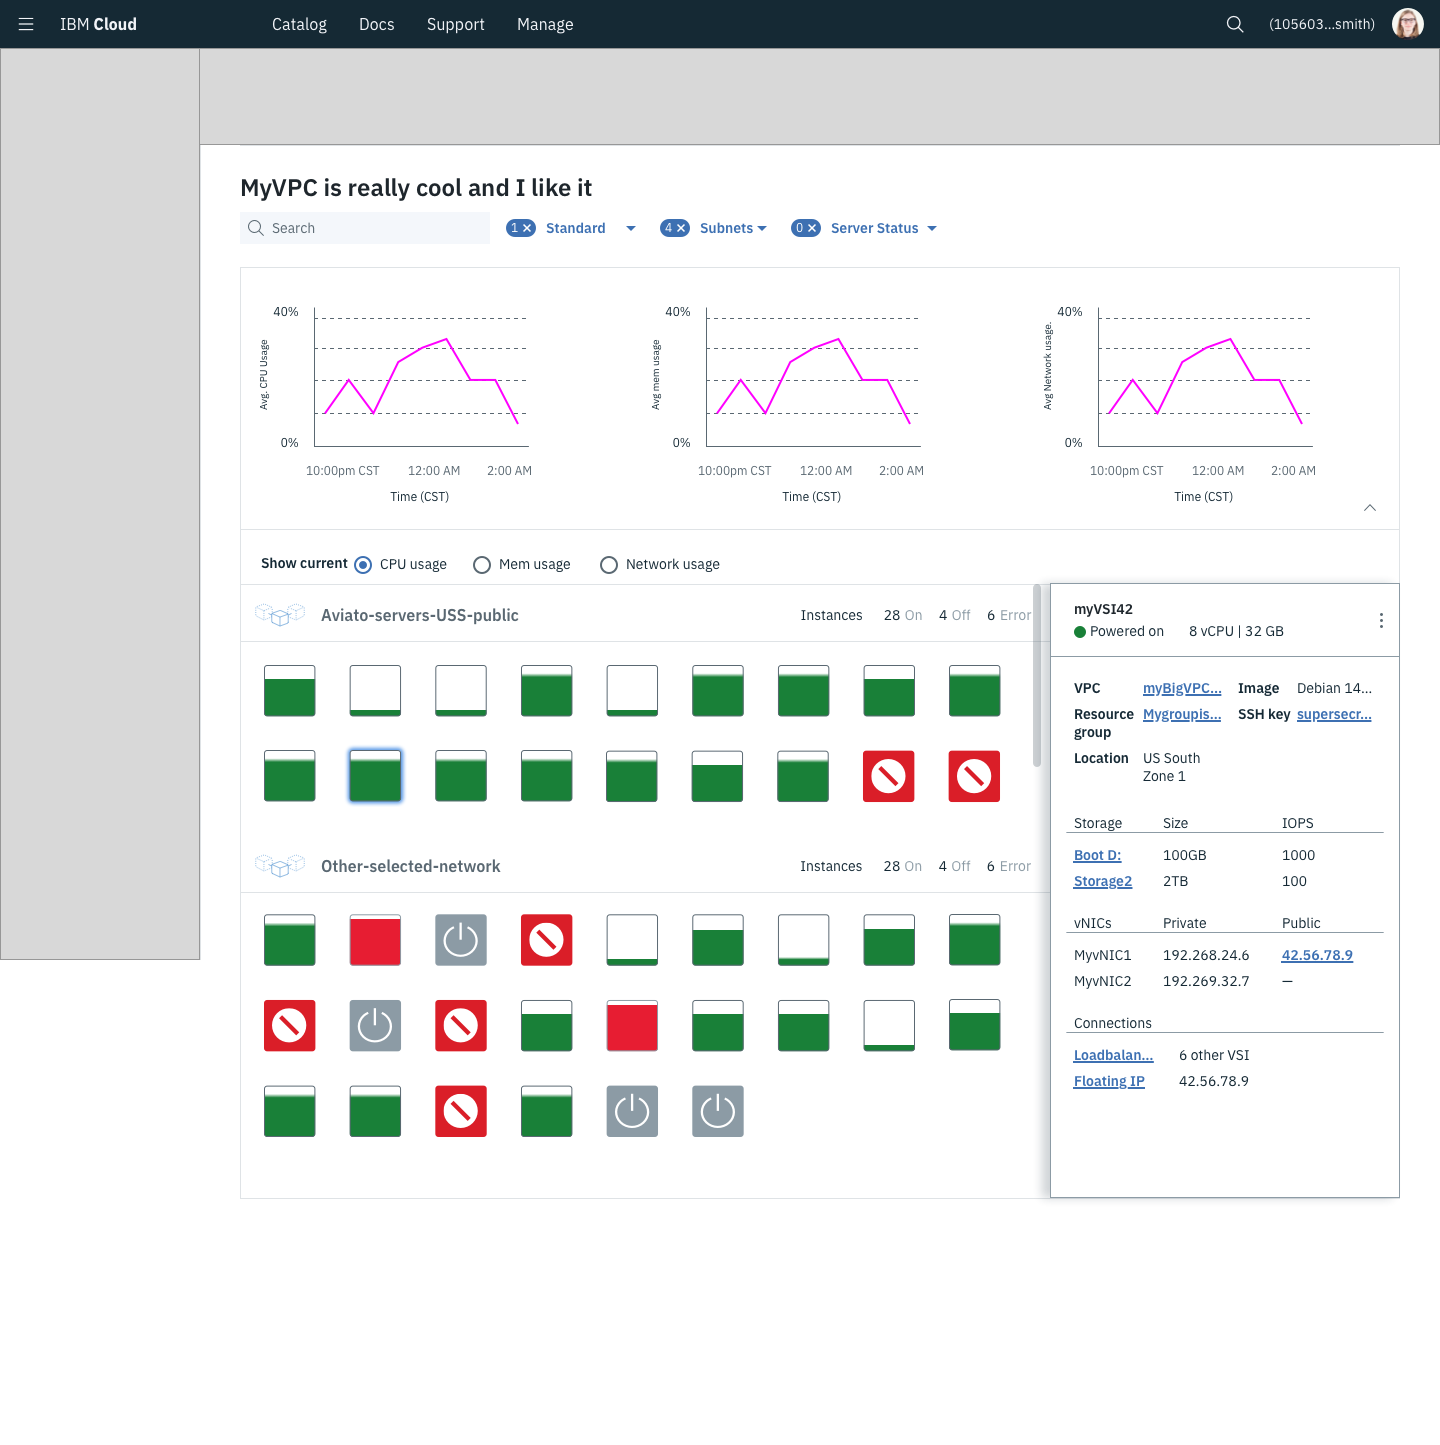 IBM Cloud
Catalog
Docs
Support
Manage
(105603...smith)
MyVPC is really cool and I like it
Search
1 Standard
4 Subnets
0 Server Status
40%
Avg. CPU Usage
0%
10:00pm CST 12:00 AM 2:00 AM
Time (CST)
40%
Avg mem usage
0%
10:00pm CST 12:00 AM 2:00 AM
Time (CST)
40%
Avg Network usage.
0%
10:00pm CST 12:00 AM 2:00 AM
Time (CST)
Show current CPU usage Mem usage Network usage
Aviato-servers-USS-public Instances 28 On 4 Off 6 Error
Other-selected-network Instances 28 On 4 Off 6 Error
myVSI42
Powered on 8 vCPU | 32 GB
VPC myBigVPC... Image Debian 14...
Resource group Mygroupis... SSH key supersecr...
Location US South
Zone 1
Storage Size IOPS
Boot D: 100GB 1000
Storage2 2TB 100
vNICs Private Public
MyvNIC1 192.268.24.6 42.56.78.9
MyvNIC2 192.269.32.7 —
Connections
Loadbalan... 6 other VSI
Floating IP 42.56.78.9